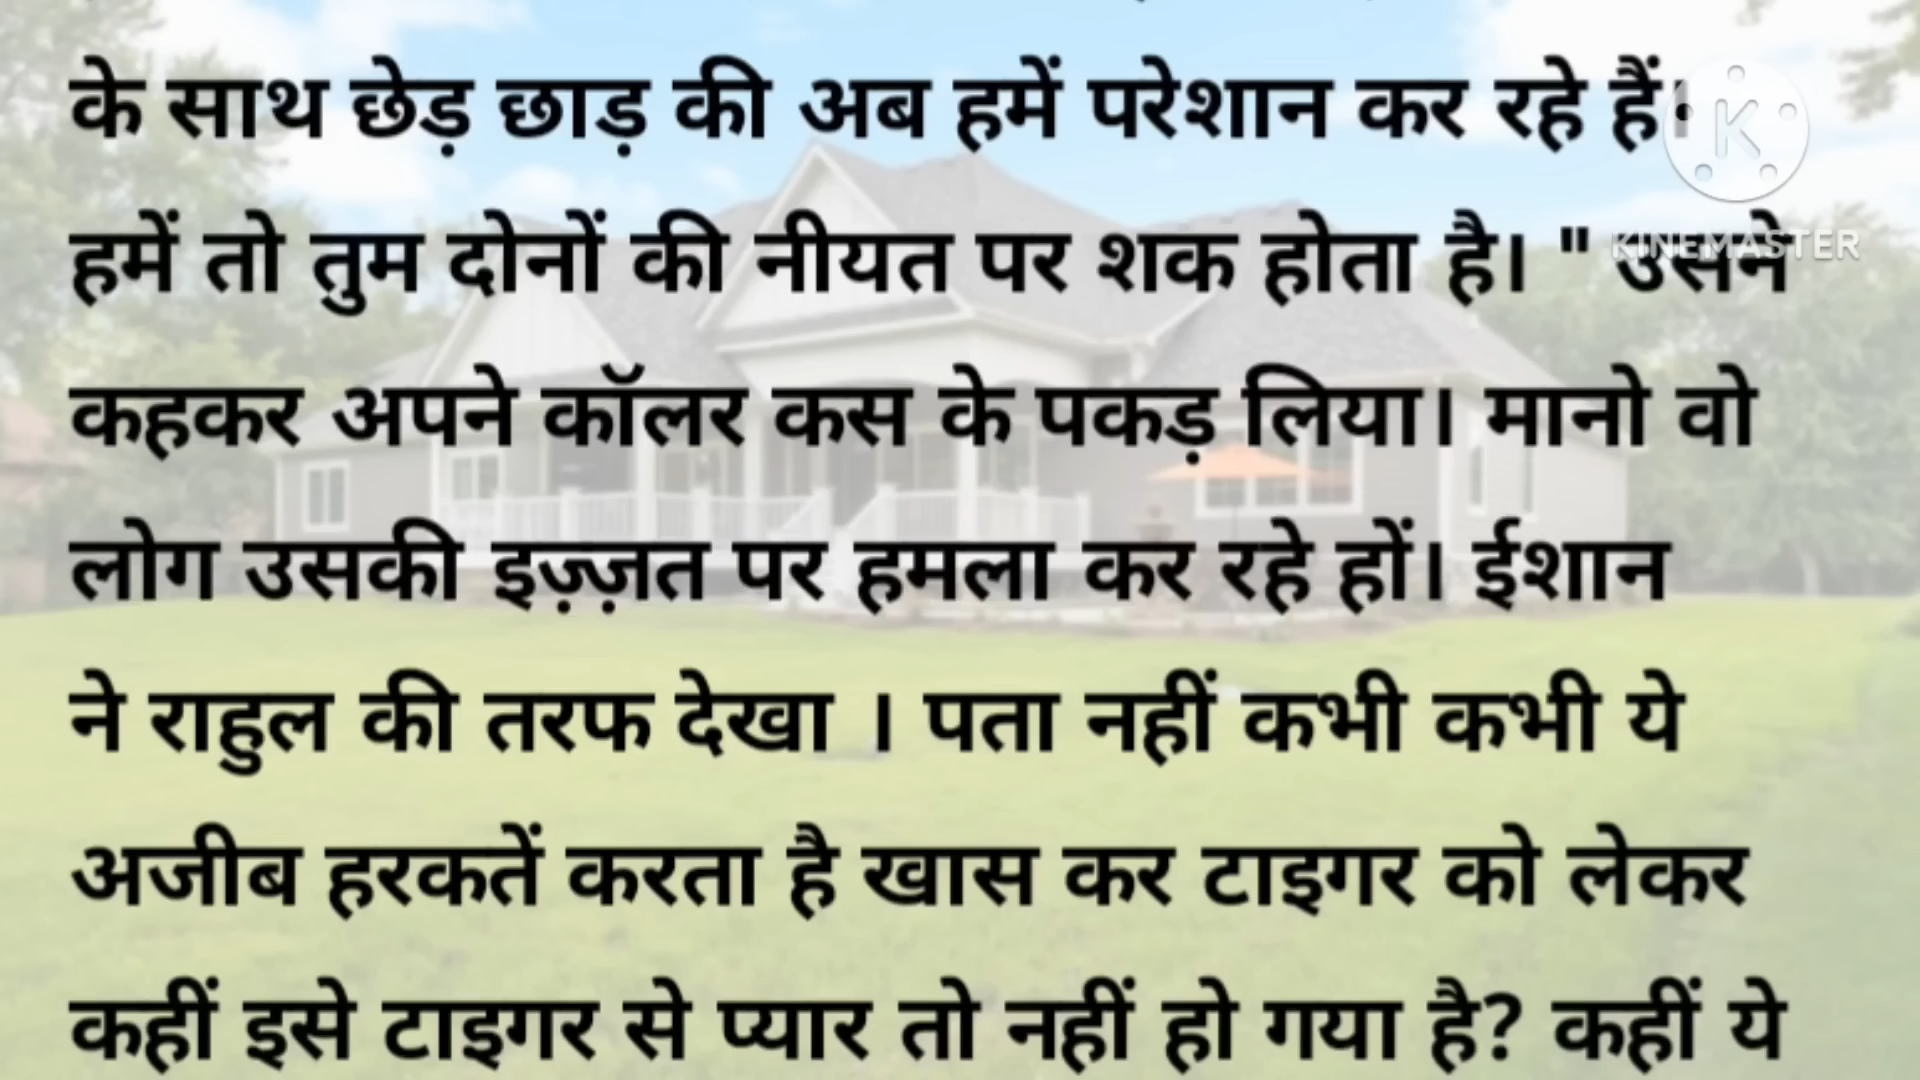 के साथ छेड़ छाड़ की अब हमें परेशान कर रहे हैं।
हमें तो तुम दोनों की नीयत पर शक होता है। " उसने
KINEMASTER
कहकर अपने कॉलर कस के पकड़ लिया। मानो वो
लोग उसकी इज़्ज़त पर हमला कर रहे हों। ईशान
ने राहुल की तरफ देखा । पता नहीं कभी कभी ये
अजीब हरकतें करता है खास कर टाइगर को लेकर
कहीं इसे टाइगर से प्यार तो नहीं हो गया है? कहीं ये